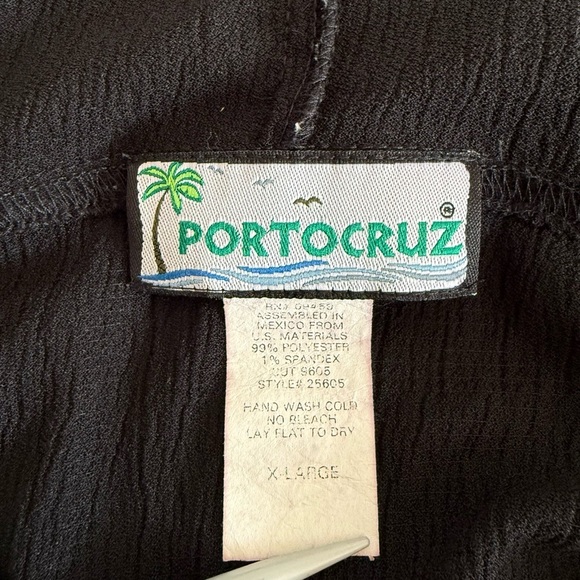 PORTOCRUZ®
ASSEMBLED IN
MEXICO FROM
U.S. MATERIALS
99% POLYESTER
1% SPANDEX
CUT 9605
STYLE# 25605
HAND WASH COLD
NO BLEACH
LAY FLAT TO DRY
X-LARGE